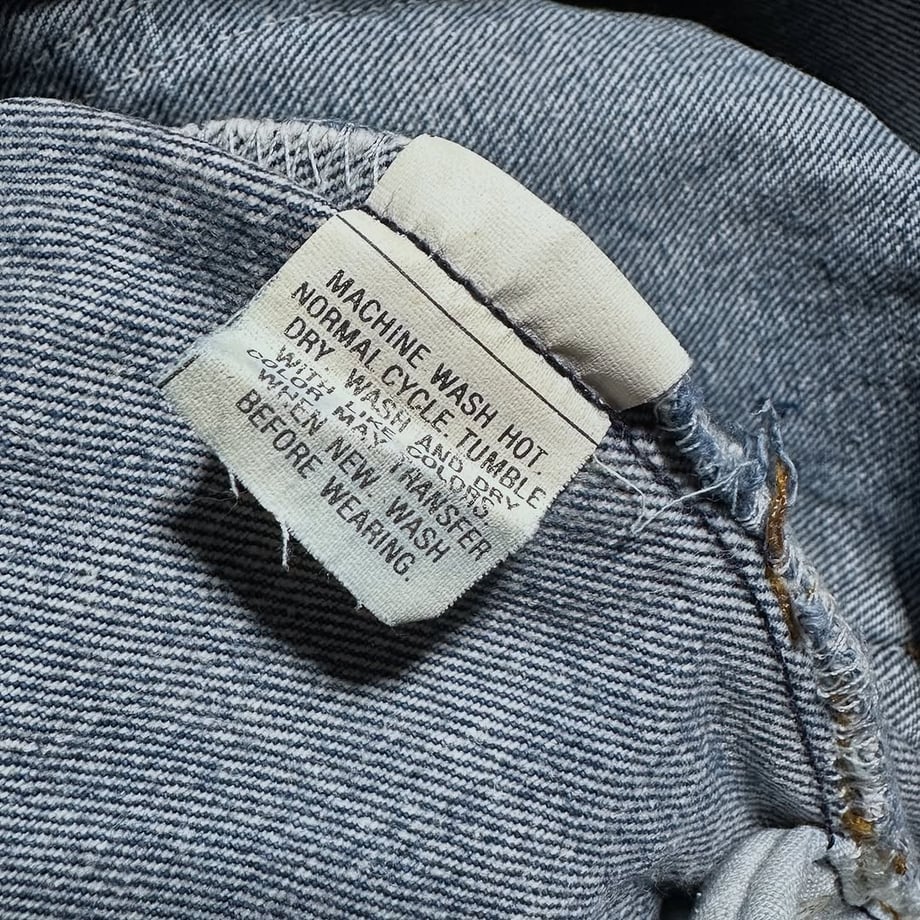 MACHINE WASH HOT.
NORMAL CYCLE. TUMBLE
DRY. WASH AND DRY
WITH LIKE COLORS.
COLOR MAY TRANSFER
WHEN NEW. WASH
BEFORE WEARING.